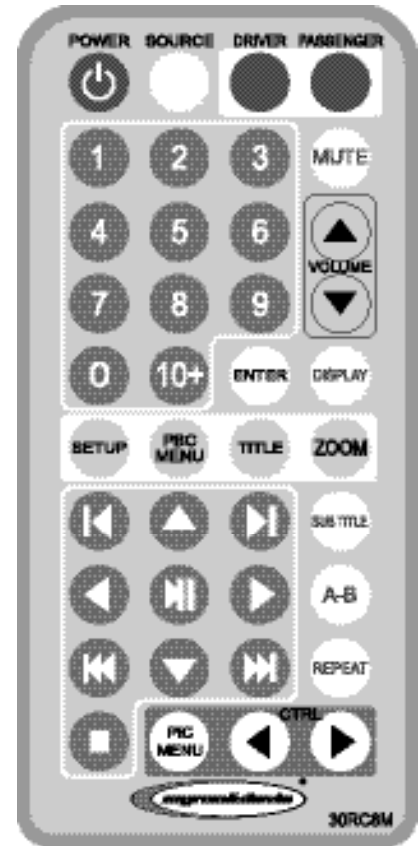 POWER SOURCE DRIVER PASSENGER
1 2 3 MUTE
4 5 6
VOLUME
7 8 9
0 10+ ENTER DISPLAY
SETUP PBC MENU TITLE ZOOM
SUB TITLE
A-B
REPEAT
CTRL
PIC MENU
30RC8M